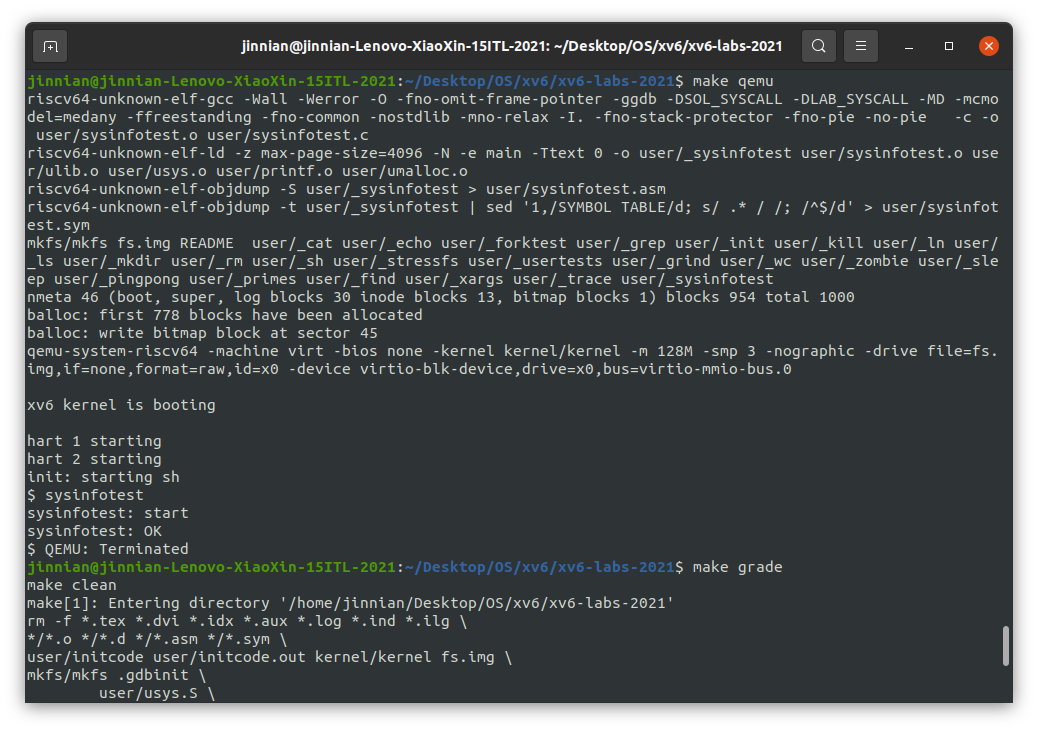 jinnian@jinnian-Lenovo-XiaoXin-15ITL-2021: ~/Desktop/OS/xv6/xv6-labs-2021
jinnian@jinnian-Lenovo-XiaoXin-15ITL-2021:~/Desktop/OS/xv6/xv6-labs-2021$ make qemu
riscv64-unknown-elf-gcc -Wall -Werror -O -fno-omit-frame-pointer -ggdb -DSOL_SYSCALL -DLAB_SYSCALL -MD -mcmo
del=medany -ffreestanding -fno-common -nostdlib -mno-relax -I. -fno-stack-protector -fno-pie -no-pie   -c -o
 user/sysinfotest.o user/sysinfotest.c
riscv64-unknown-elf-ld -z max-page-size=4096 -N -e main -Ttext 0 -o user/_sysinfotest user/sysinfotest.o use
r/ulib.o user/usys.o user/printf.o user/umalloc.o
riscv64-unknown-elf-objdump -S user/_sysinfotest > user/sysinfotest.asm
riscv64-unknown-elf-objdump -t user/_sysinfotest | sed '1,/SYMBOL TABLE/d; s/ .* / /; /^$/d' > user/sysinfot
est.sym
mkfs/mkfs fs.img README  user/_cat user/_echo user/_forktest user/_grep user/_init user/_kill user/_ln user/
_ls user/_mkdir user/_rm user/_sh user/_stressfs user/_usertests user/_grind user/_wc user/_zombie user/_sle
ep user/_pingpong user/_primes user/_find user/_xargs user/_trace user/_sysinfotest
nmeta 46 (boot, super, log blocks 30 inode blocks 13, bitmap blocks 1) blocks 954 total 1000
balloc: first 778 blocks have been allocated
balloc: write bitmap block at sector 45
qemu-system-riscv64 -machine virt -bios none -kernel kernel/kernel -m 128M -smp 3 -nographic -drive file=fs.
img,if=none,format=raw,id=x0 -device virtio-blk-device,drive=x0,bus=virtio-mmio-bus.0
xv6 kernel is booting
hart 1 starting
hart 2 starting
init: starting sh
$ sysinfotest
sysinfotest: start
sysinfotest: OK
$ QEMU: Terminated
jinnian@jinnian-Lenovo-XiaoXin-15ITL-2021:~/Desktop/OS/xv6/xv6-labs-2021$ make grade
make clean
make[1]: Entering directory '/home/jinnian/Desktop/OS/xv6/xv6-labs-2021'
rm -f *.tex *.dvi *.idx *.aux *.log *.ind *.ilg \
*/*.o */*.d */*.asm */*.sym \
user/initcode user/initcode.out kernel/kernel fs.img \
mkfs/mkfs .gdbinit \
        user/usys.S \